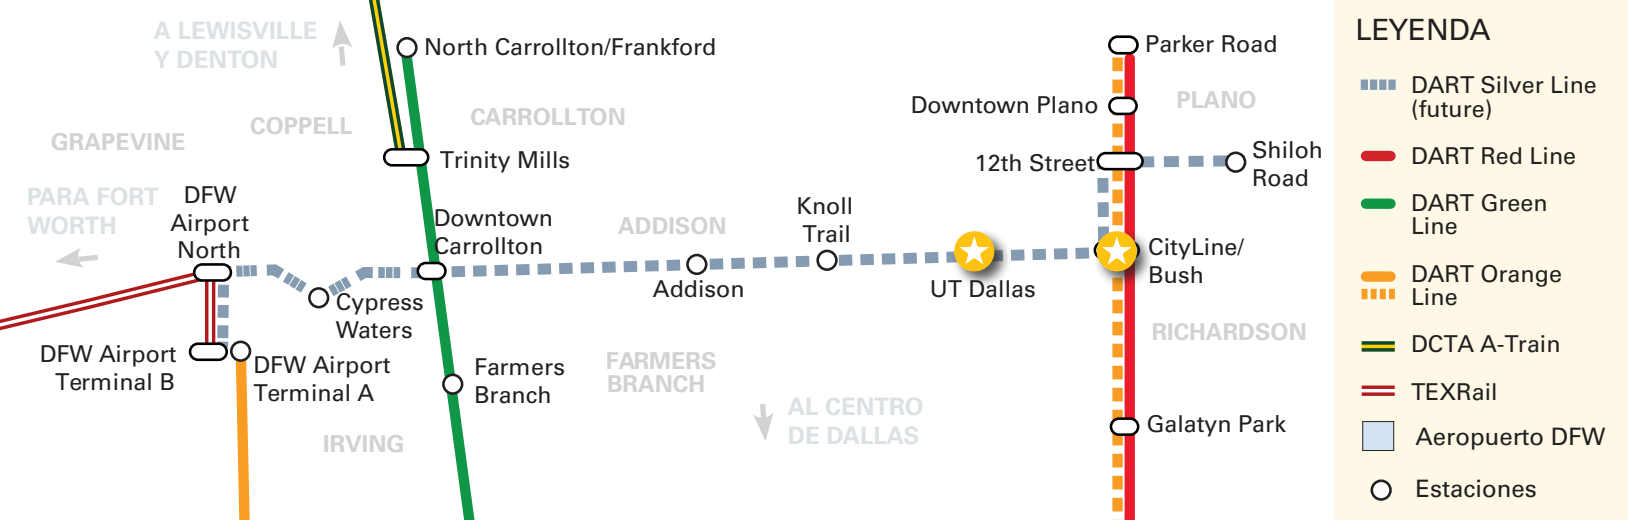 A LEWISVILLE
Y DENTON
North Carrollton/Frankford
COPPELL
CARROLLTON
GRAPEVINE
Trinity Mills
PARA FORT
WORTH
DFW
Airport
North
Downtown
Carrollton
Cypress
Waters
DFW Airport
Terminal B
DFW Airport
Terminal A
IRVING
Farmers
Branch
ADDISON
Addison
Knoll
Trail
FARMERS
BRANCH
AL CENTRO
DE DALLAS
UT Dallas
Parker Road
Downtown Plano
PLANO
12th Street
Shiloh
Road
CityLine/
Bush
RICHARDSON
Galatyn Park
LEYENDA
DART Silver Line
(future)
DART Red Line
DART Green
Line
DART Orange
Line
DCTA A-Train
TEXRail
Aeropuerto DFW
Estaciones